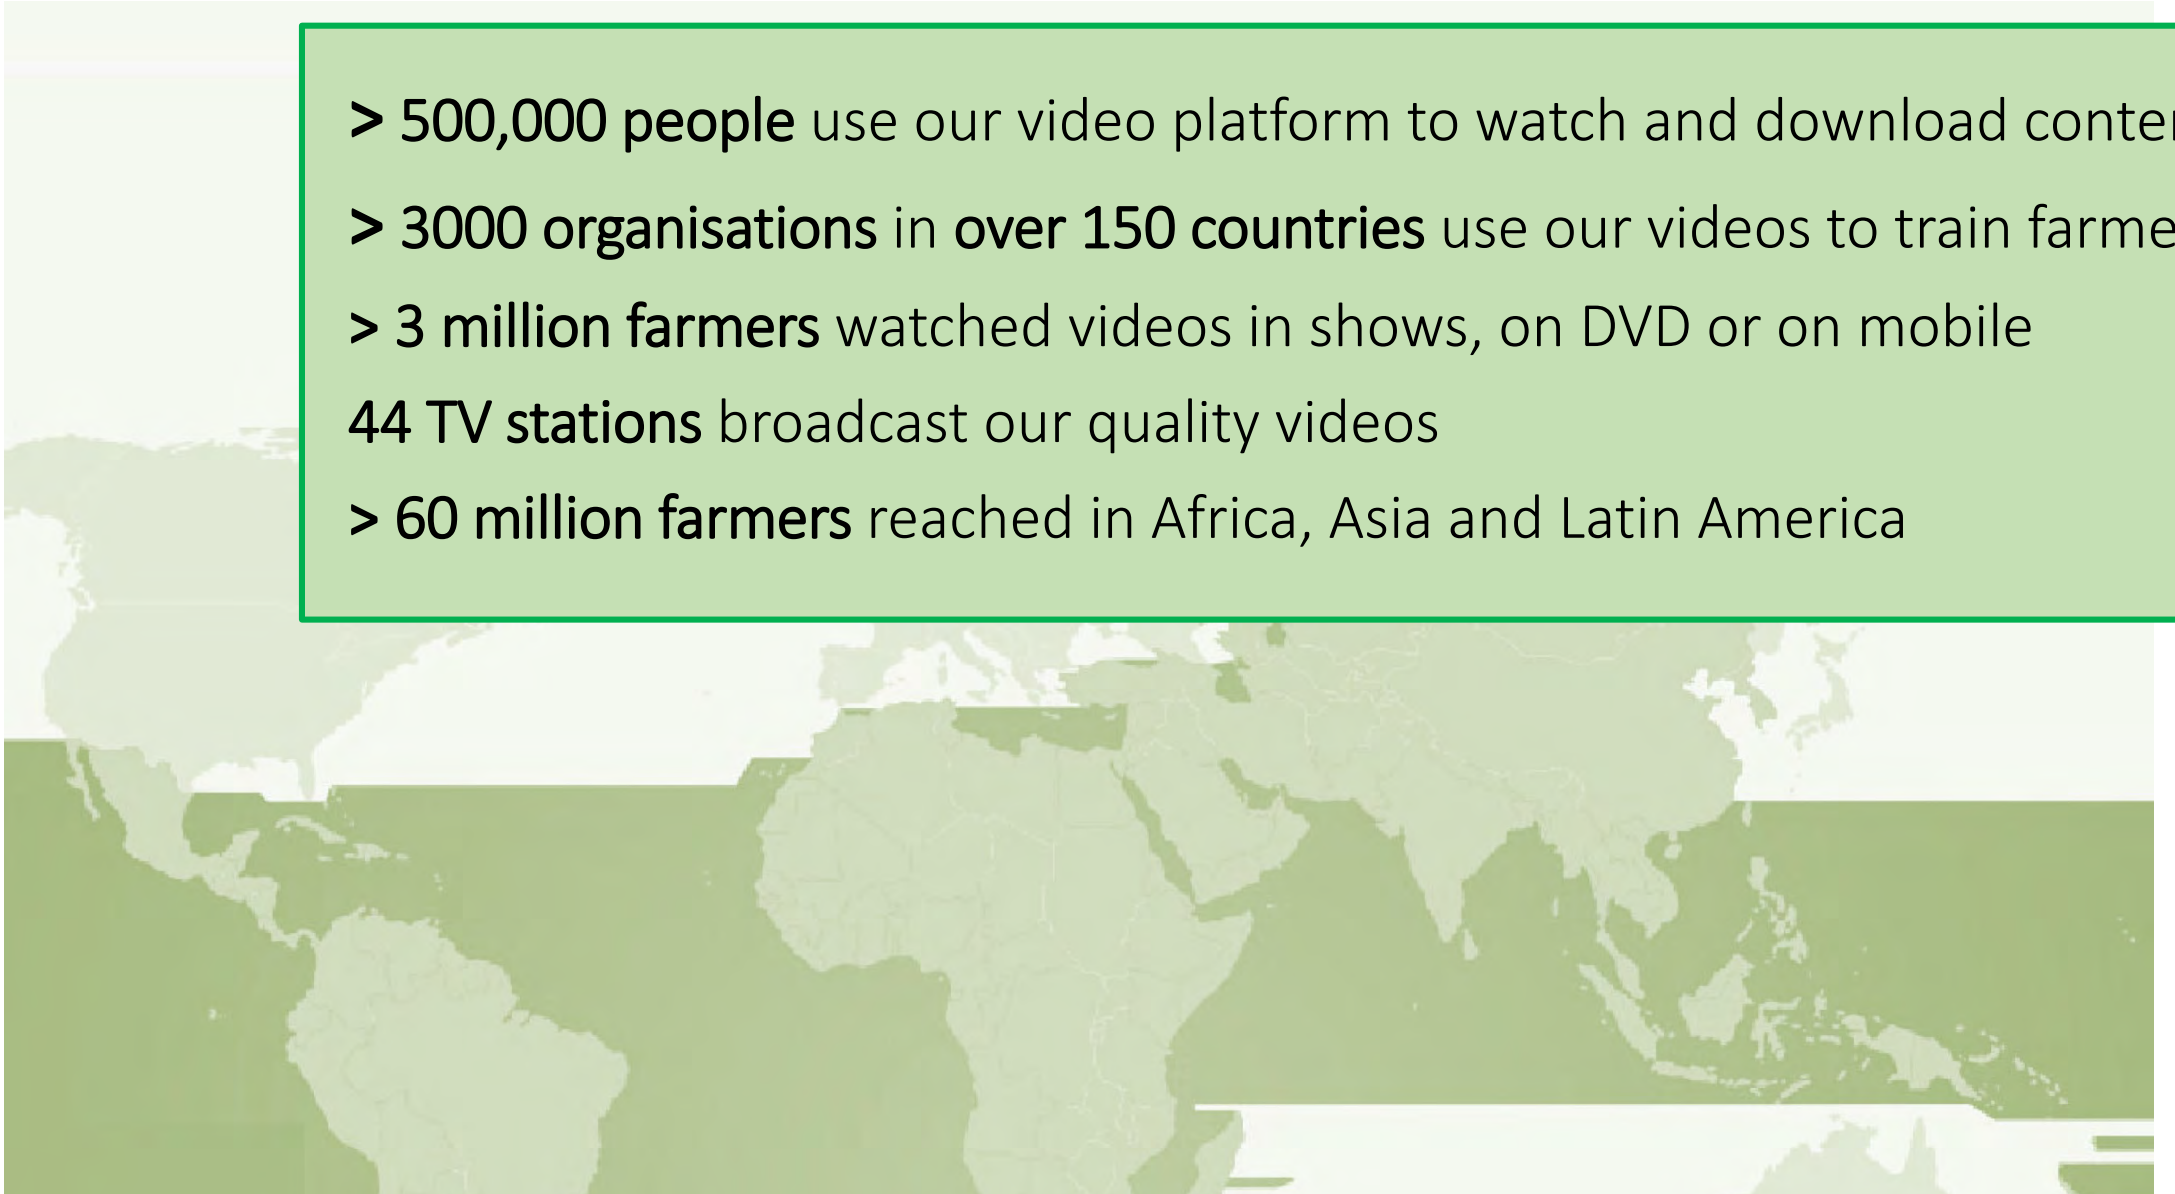 > 500,000 people use our video platform to watch and download
> 3000 organisations in over 150 countries use our videos to train
> 3 million farmers watched videos in shows, on DVD or on mobile
44 TV stations broadcast our quality videos
> 60 million farmers reached in Africa, Asia and Latin America